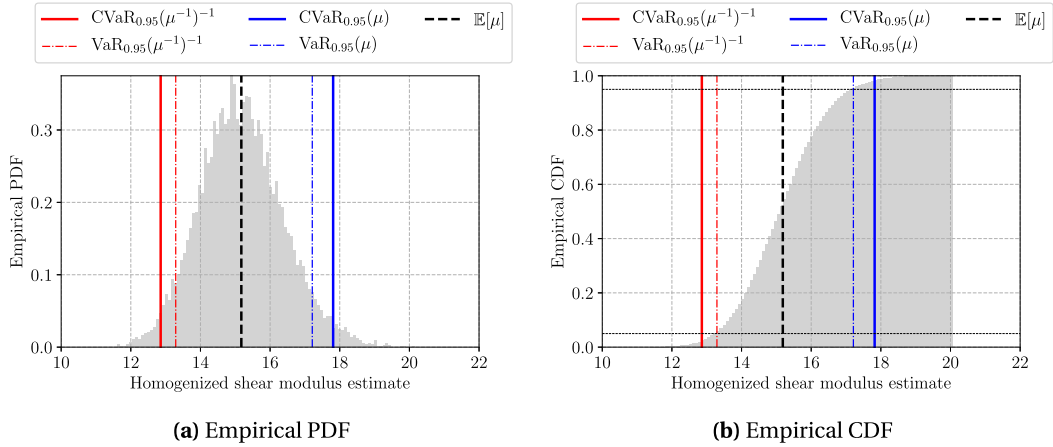 CVaR₀.₉₅(μ⁻¹)⁻¹ CVaR₀.₉₅(μ) 𝔼[μ]
VaR₀.₉₅(μ⁻¹)⁻¹ VaR₀.₉₅(μ)
0.3
0.2
0.1
0.0
Empirical PDF
10 12 14 16 18 20 22
Homogenized shear modulus estimate
(a) Empirical PDF
CVaR₀.₉₅(μ⁻¹)⁻¹ CVaR₀.₉₅(μ) 𝔼[μ]
VaR₀.₉₅(μ⁻¹)⁻¹ VaR₀.₉₅(μ)
1.0
0.8
0.6
0.4
0.2
0.0
Empirical CDF
10 12 14 16 18 20 22
Homogenized shear modulus estimate
(b) Empirical CDF